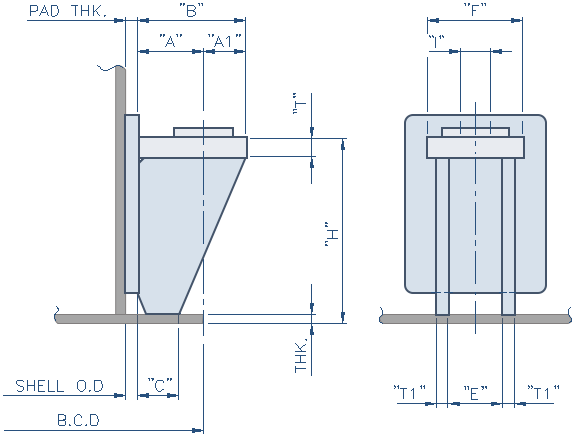 PAD THK.
"B"
"F"
"A"
"A1"
"I"
"T"
"H"
THK.
SHELL O.D
"C"
"T1"
"E"
"T1"
B.C.D